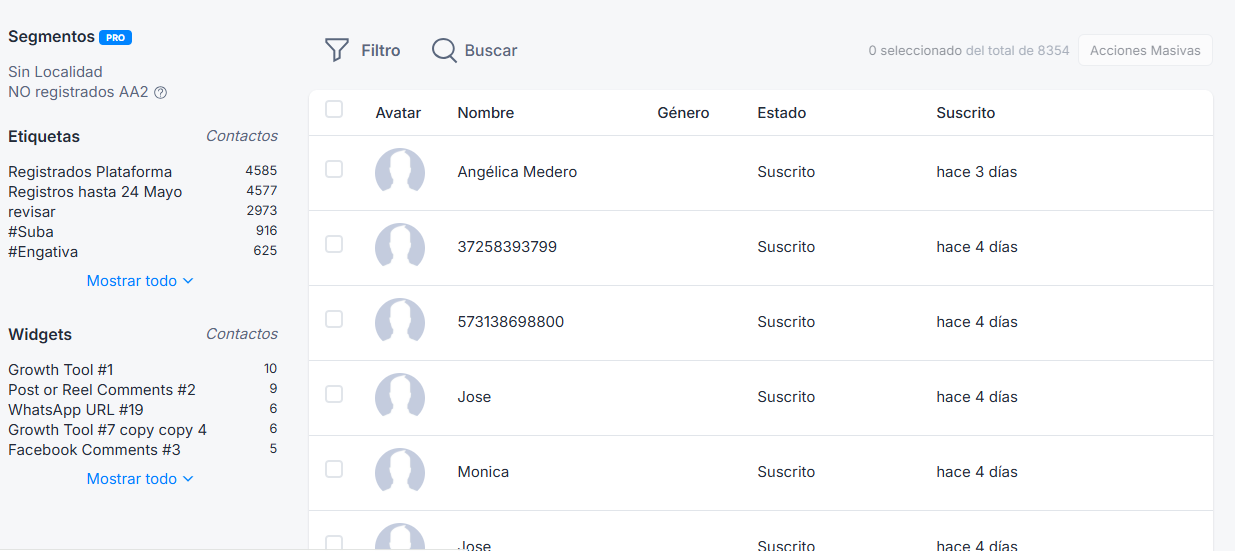 Segmentos PRO
Sin Localidad
NO registrados AA2
Etiquetas Contactos
Registrados Plataforma 4585
Registros hasta 24 Mayo 4577
revisar 2973
#Suba 916
#Engativa 625
Mostrar todo
Widgets Contactos
Growth Tool #1 10
Post or Reel Comments #2 9
WhatsApp URL #19 6
Growth Tool #7 copy copy 4 6
Facebook Comments #3 5
Mostrar todo
Filtro Buscar 0 seleccionado del total de 8354 Acciones Masivas
Avatar Nombre Género Estado Suscrito
Angélica Medero Suscrito hace 3 días
37258393799 Suscrito hace 4 días
573138698800 Suscrito hace 4 días
Jose Suscrito hace 4 días
Monica Suscrito hace 4 días
Jose Suscrito hace 4 días